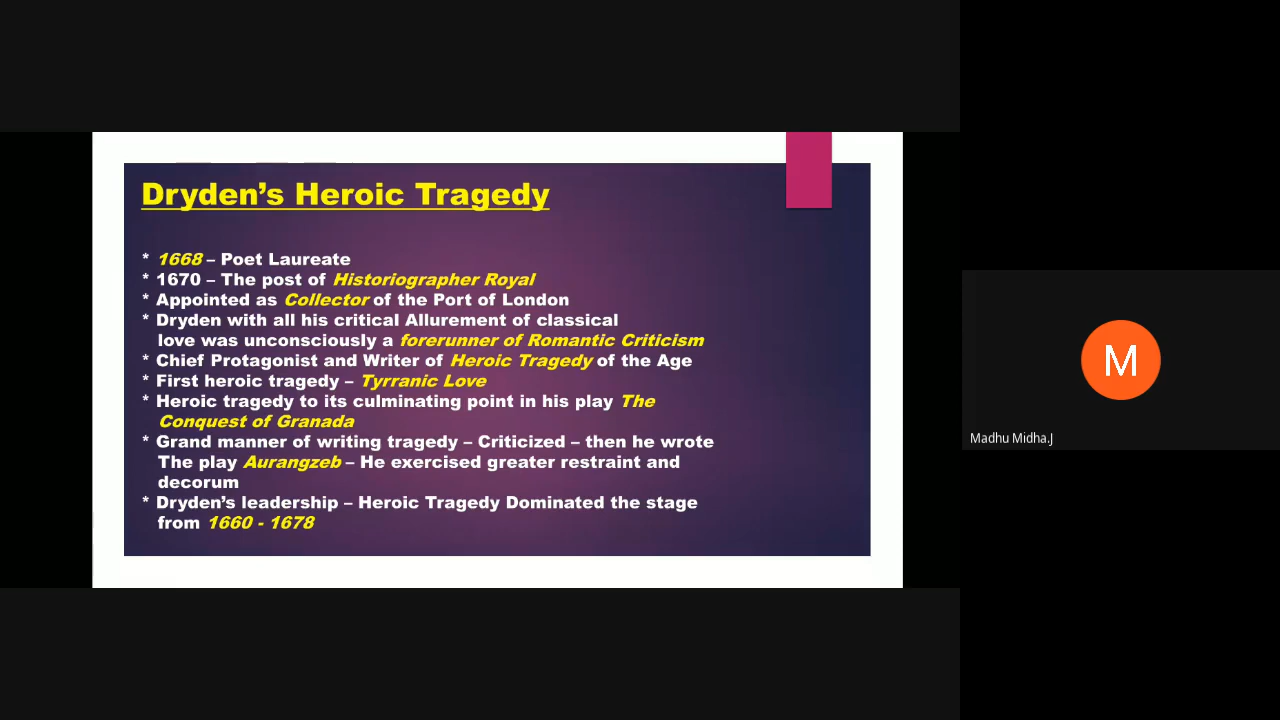 Dryden's Heroic Tragedy
* 1668 – Poet Laureate
* 1670 – The post of Historiographer Royal
* Appointed as Collector of the Port of London
* Dryden with all his critical Allurement of classical
love was unconsciously a forerunner of Romantic Criticism
* Chief Protagonist and Writer of Heroic Tragedy of the Age
* First heroic tragedy – Tyrranic Love
* Heroic tragedy to its culminating point in his play The
Conquest of Granada
* Grand manner of writing tragedy – Criticized – then he wrote
The play Aurangzeb – He exercised greater restraint and
decorum
* Dryden's leadership – Heroic Tragedy Dominated the stage
from 1660 - 1678
M
Madhu Midha.J